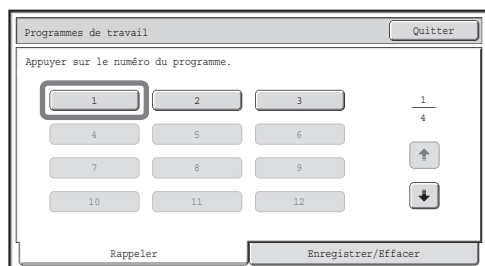 Programmes de travail
Quitter
Appuyer sur le numéro du programme.
1 2 3
1
4
4 5 6
7 8 9
10 11 12
Rappeler
Enregistrer/Effacer